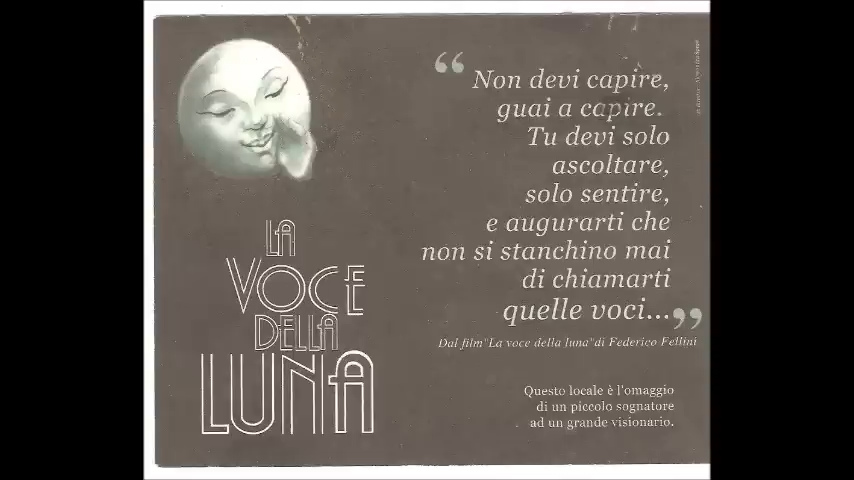 LA
VOCE
DELLA
LUNA
“ Non devi capire,
guai a capire.
Tu devi solo
ascoltare,
solo sentire,
e augurarti che
non si stanchino mai
di chiamarti
quelle voci... ”
Dal film "La voce della luna" di Federico Fellini
Questo locale è l'omaggio
di un piccolo sognatore
ad un grande visionario.